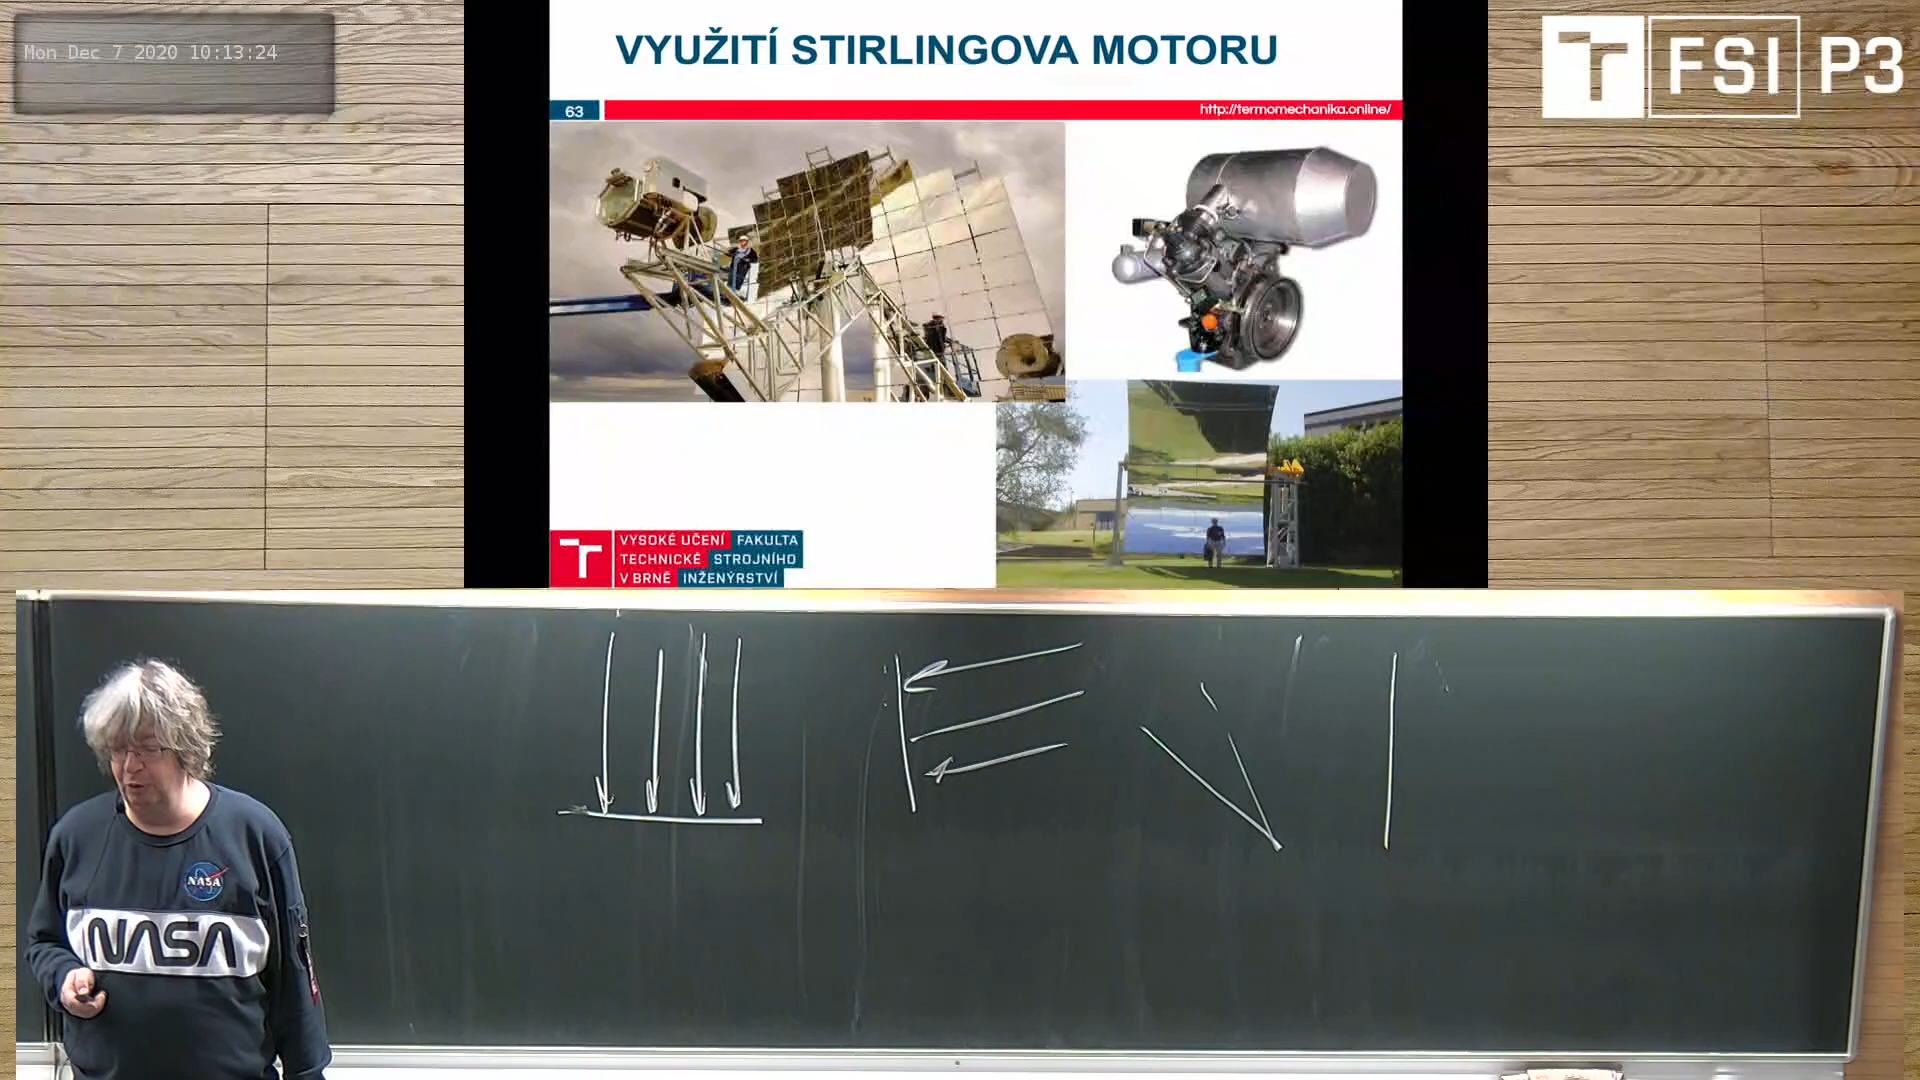 Mon Dec 7 2020 10:13:24
VYUŽITÍ STIRLINGOVA MOTORU
63
http://termomechanika.online/
VYSOKÉ UČENÍ FAKULTA
TECHNICKÉ STROJNÍHO
V BRNĚ INŽENÝRSTVÍ
FSI P3
NASA
NASA